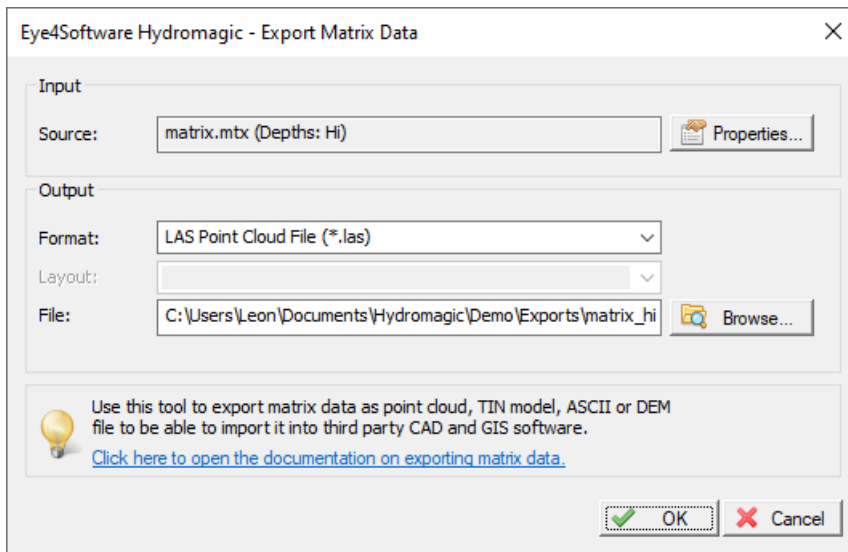 Eye4Software Hydromagic - Export Matrix Data
Input
Source:
matrix.mtx (Depths: Hi)
Properties...
Output
Format:
LAS Point Cloud File (*.las)
Layout:
File:
C:\Users\Leon\Documents\Hydromagic\Demo\Exports\matrix_hi
Browse...
Use this tool to export matrix data as point cloud, TIN model, ASCII or DEM
file to be able to import it into third party CAD and GIS software.
Click here to open the documentation on exporting matrix data.
OK
Cancel